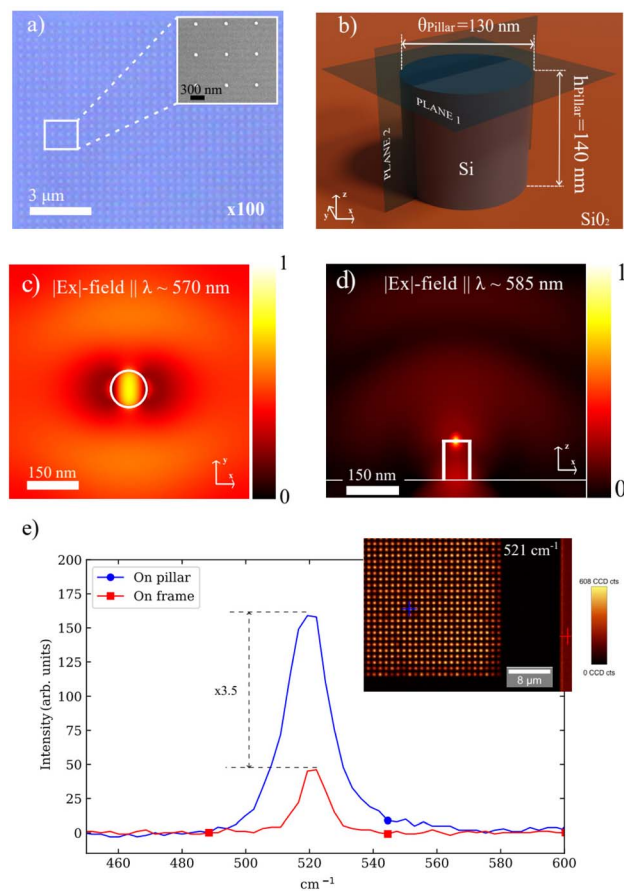 a)
300 nm
3 μm
x100
b)
θPillar=130 nm
PLANE 1
PLANE 2
hPillar=140 nm
Si
SiO₂
z
y
x
c)
|Ex|-field || λ ~ 570 nm
1
0
150 nm
y
x
d)
|Ex|-field || λ ~ 585 nm
1
0
150 nm
z
x
e)
200
175
150
125
100
75
50
25
0
Intensity (arb. units)
On pillar
On frame
x3.5
521 cm⁻¹
608 CCD cts
0 CCD cts
8 μm
460
480
500
520
540
560
580
600
cm⁻¹